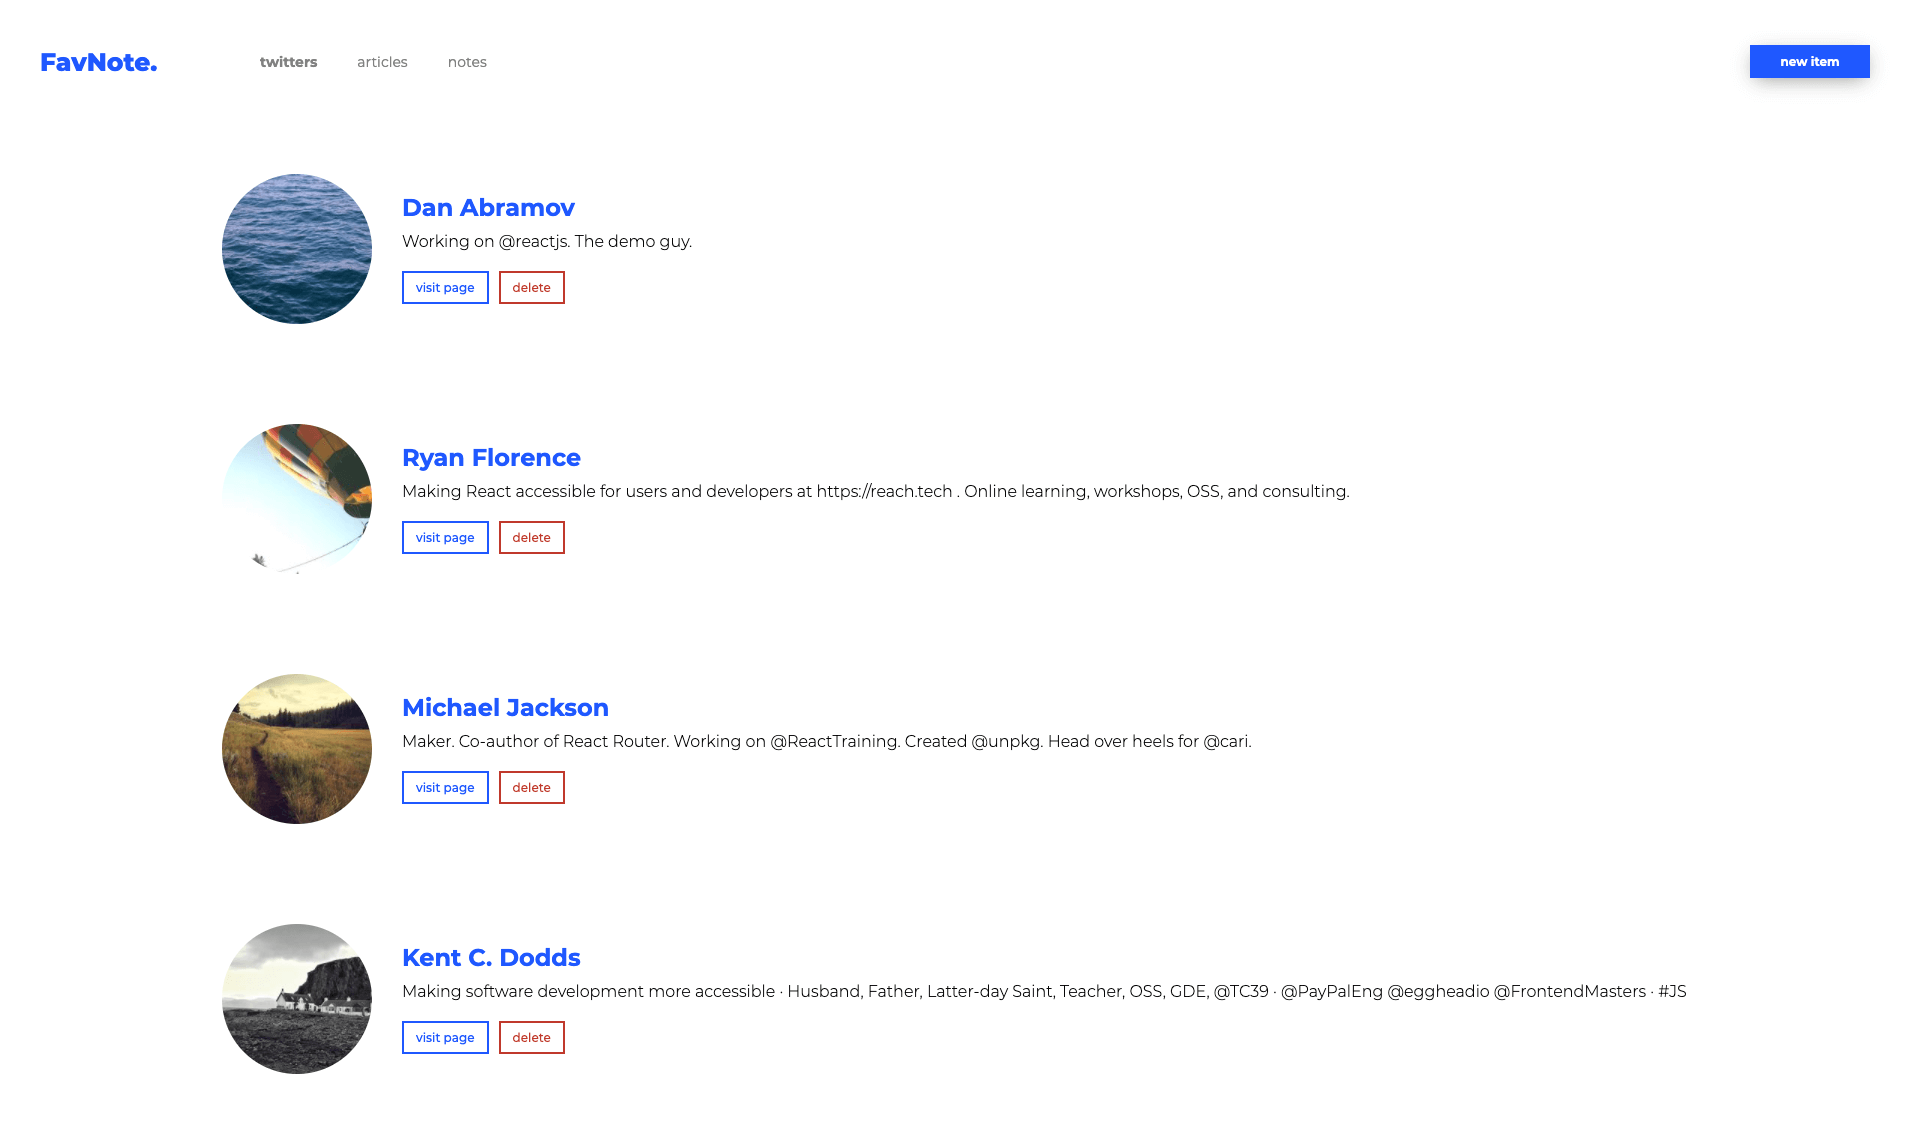 FavNote.
twitters articles notes
new item
Dan Abramov
Working on @reactjs. The demo guy.
visit page delete
Ryan Florence
Making React accessible for users and developers at https://reach.tech . Online learning, workshops, OSS, and consulting.
visit page delete
Michael Jackson
Maker. Co-author of React Router. Working on @ReactTraining. Created @unpkg. Head over heels for @cari.
visit page delete
Kent C. Dodds
Making software development more accessible · Husband, Father, Latter-day Saint, Teacher, OSS, GDE, @TC39 · @PayPalEng @eggheadio @FrontendMasters · #JS
visit page delete